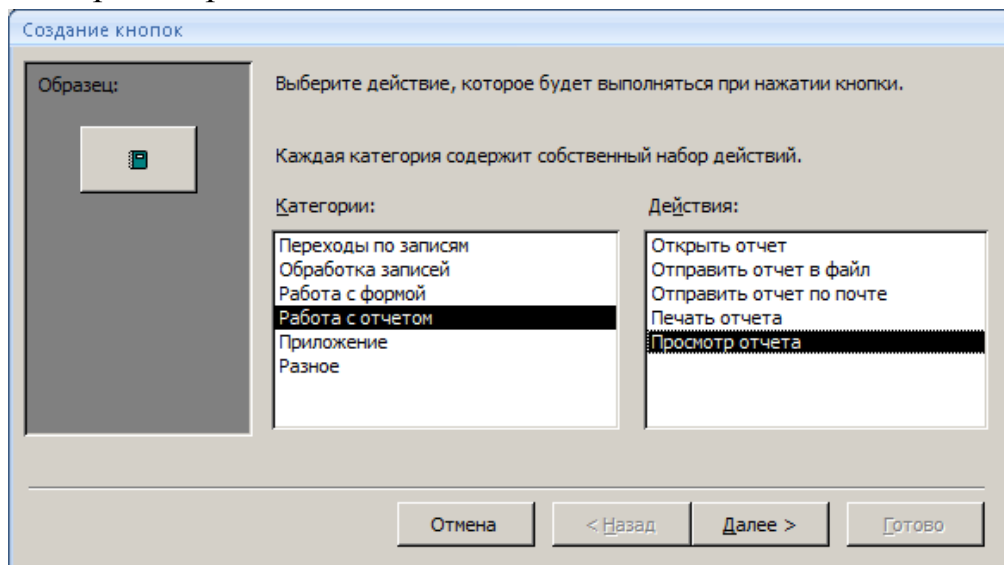 Создание кнопок
Образец:
Выберите действие, которое будет выполняться при нажатии кнопки.
Каждая категория содержит собственный набор действий.
Категории:
Переходы по записям
Обработка записей
Работа с формой
Работа с отчетом
Приложение
Разное
Действия:
Открыть отчет
Отправить отчет в файл
Отправить отчет по почте
Печать отчета
Просмотр отчета
Отмена
< Назад
Далее >
Готово